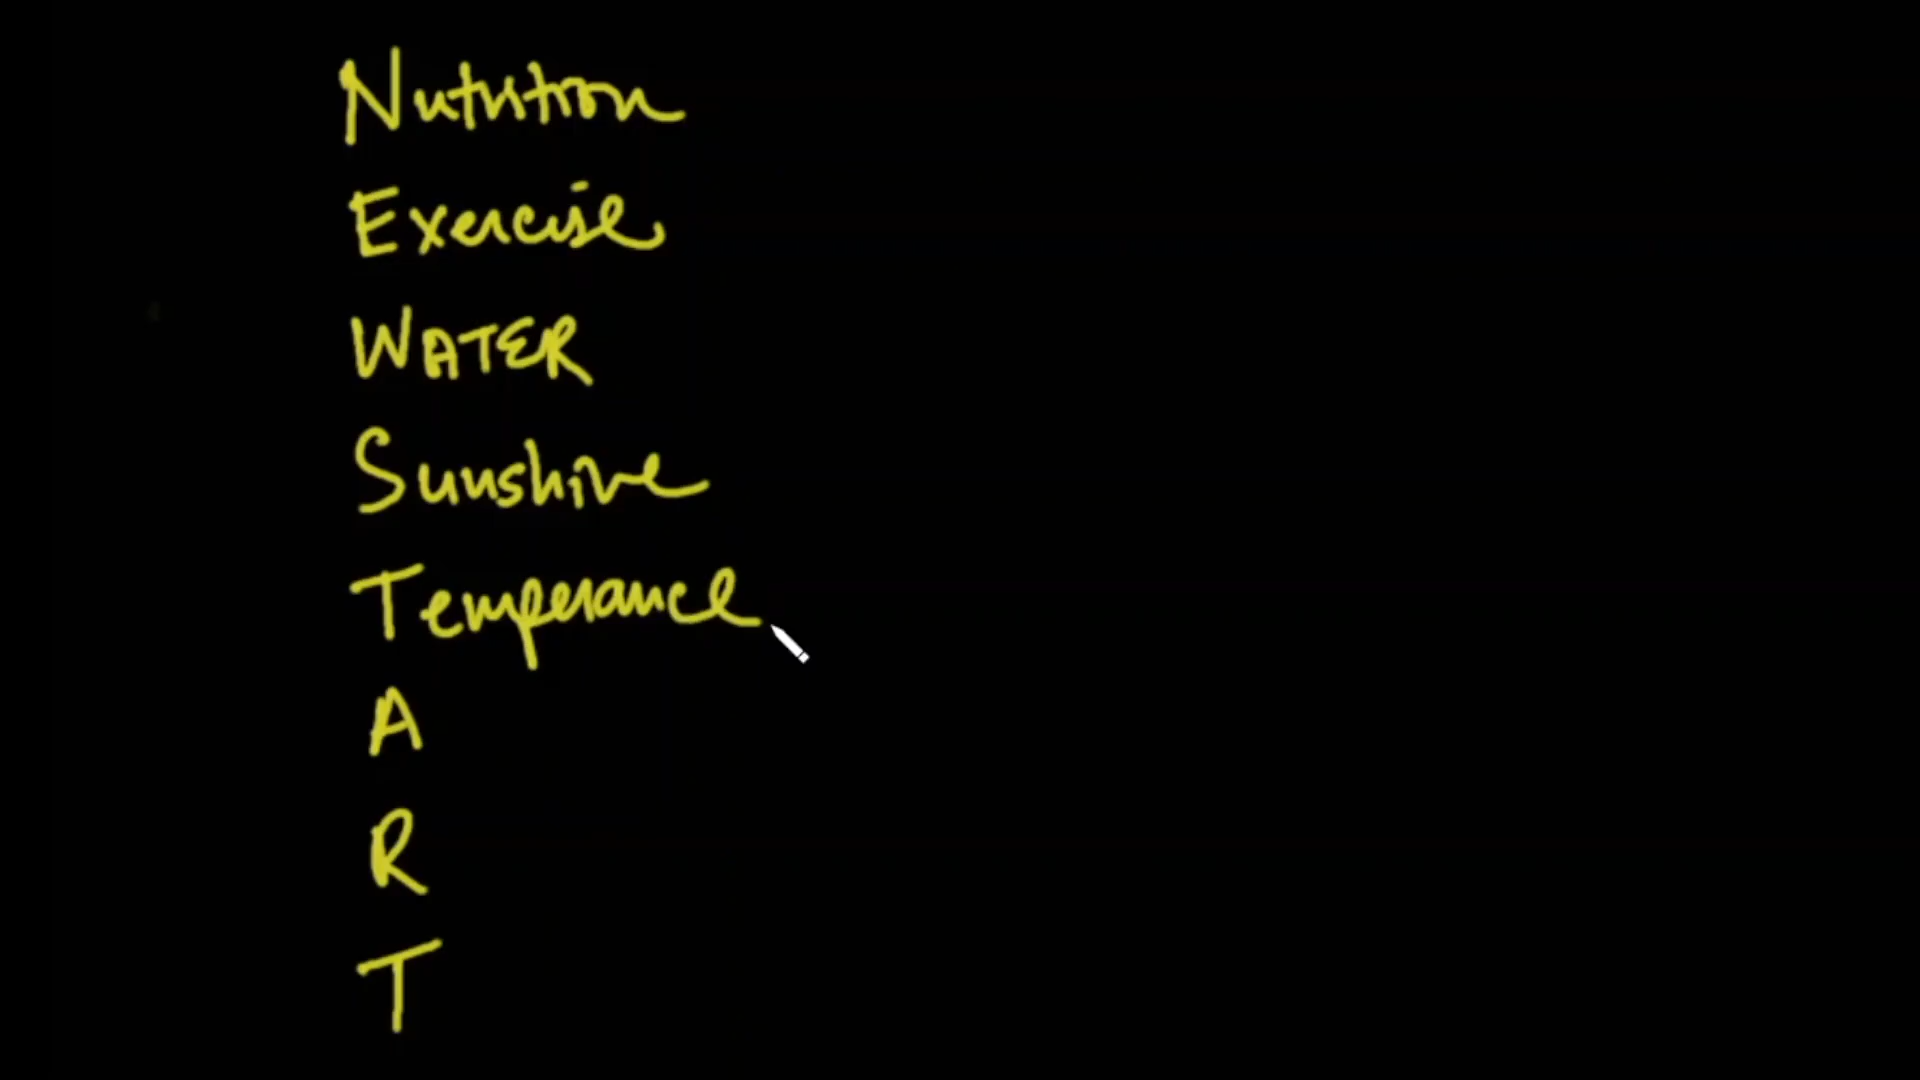 Nutrition
Exercise
WATER
Sunshine
Temperance
A
R
T